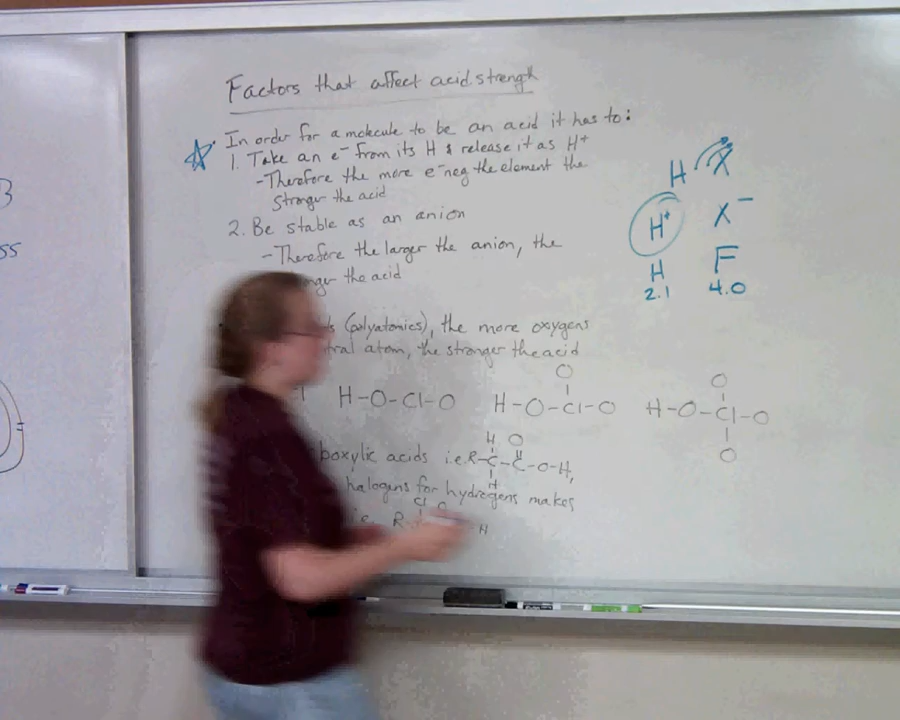 Factors that affect acid strength
In order for a molecule to be an acid it has to:
1. Take an e⁻ from its H & release it as H⁺
-Therefore the more e⁻neg the element the
Stronger the acid
2. Be stable as an anion
-Therefore the larger the anion, the
the acid
(polyatomics), the more oxygens
atom, the stronger the acid
H-O-Cl-O
O
H-O-Cl-O
O
H-O-Cl-O
O
acids i.e. R-C-C-O-H,
H O
H
halogens for hydrogens makes
i.e. R
Cl
H
H X
H⁺ X⁻
H F
2.1 4.0
3
SS